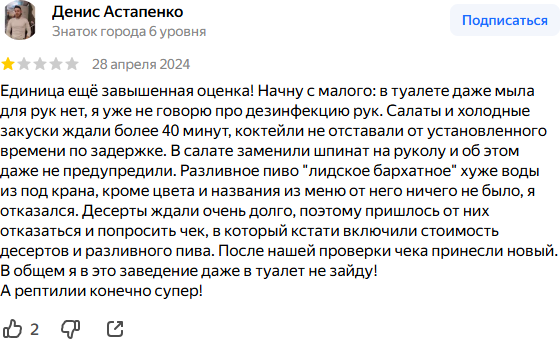 Денис Астапенко
Подписаться
Знаток города 6 уровня
28 апреля 2024
Единица ещё завышенная оценка! Начну с малого: в туалете даже мыла
для рук нет, я уже не говорю про дезинфекцию рук. Салаты и холодные
закуски ждали более 40 минут, коктейли не отставали от установленного
времени по задержке. В салате заменили шпинат на руколу и об этом
даже не предупредили. Разливное пиво "лидское бархатное" хуже воды
из под крана, кроме цвета и названия из меню от него ничего не было, я
отказался. Десерты ждали очень долго, поэтому пришлось от них
отказаться и попросить чек, в который кстати включили стоимость
десертов и разливного пива. После нашей проверки чека принесли новый.
В общем я в это заведение даже в туалет не зайду!
А рептилии конечно супер!
2